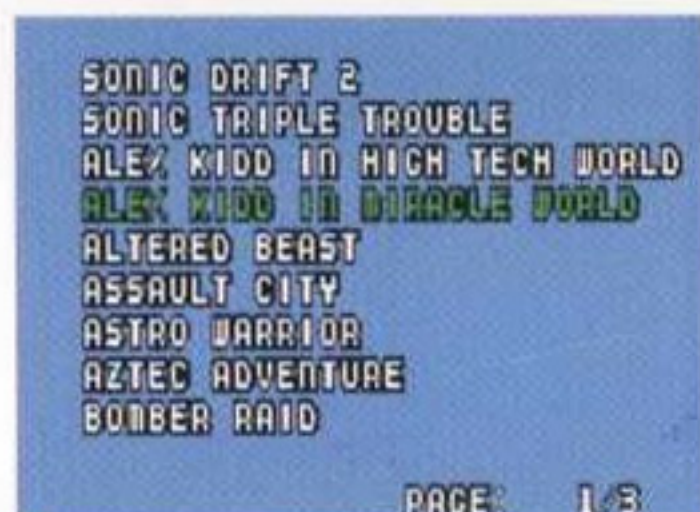 SONIC DRIFT 2
SONIC TRIPLE TROUBLE
ALEX KIDD IN HIGH TECH WORLD
ALEX KIDD IN MIRACLE WORLD
ALTERED BEAST
ASSAULT CITY
ASTRO WARRIOR
AZTEC ADVENTURE
BOMBER RAID
PAGE: 1/3